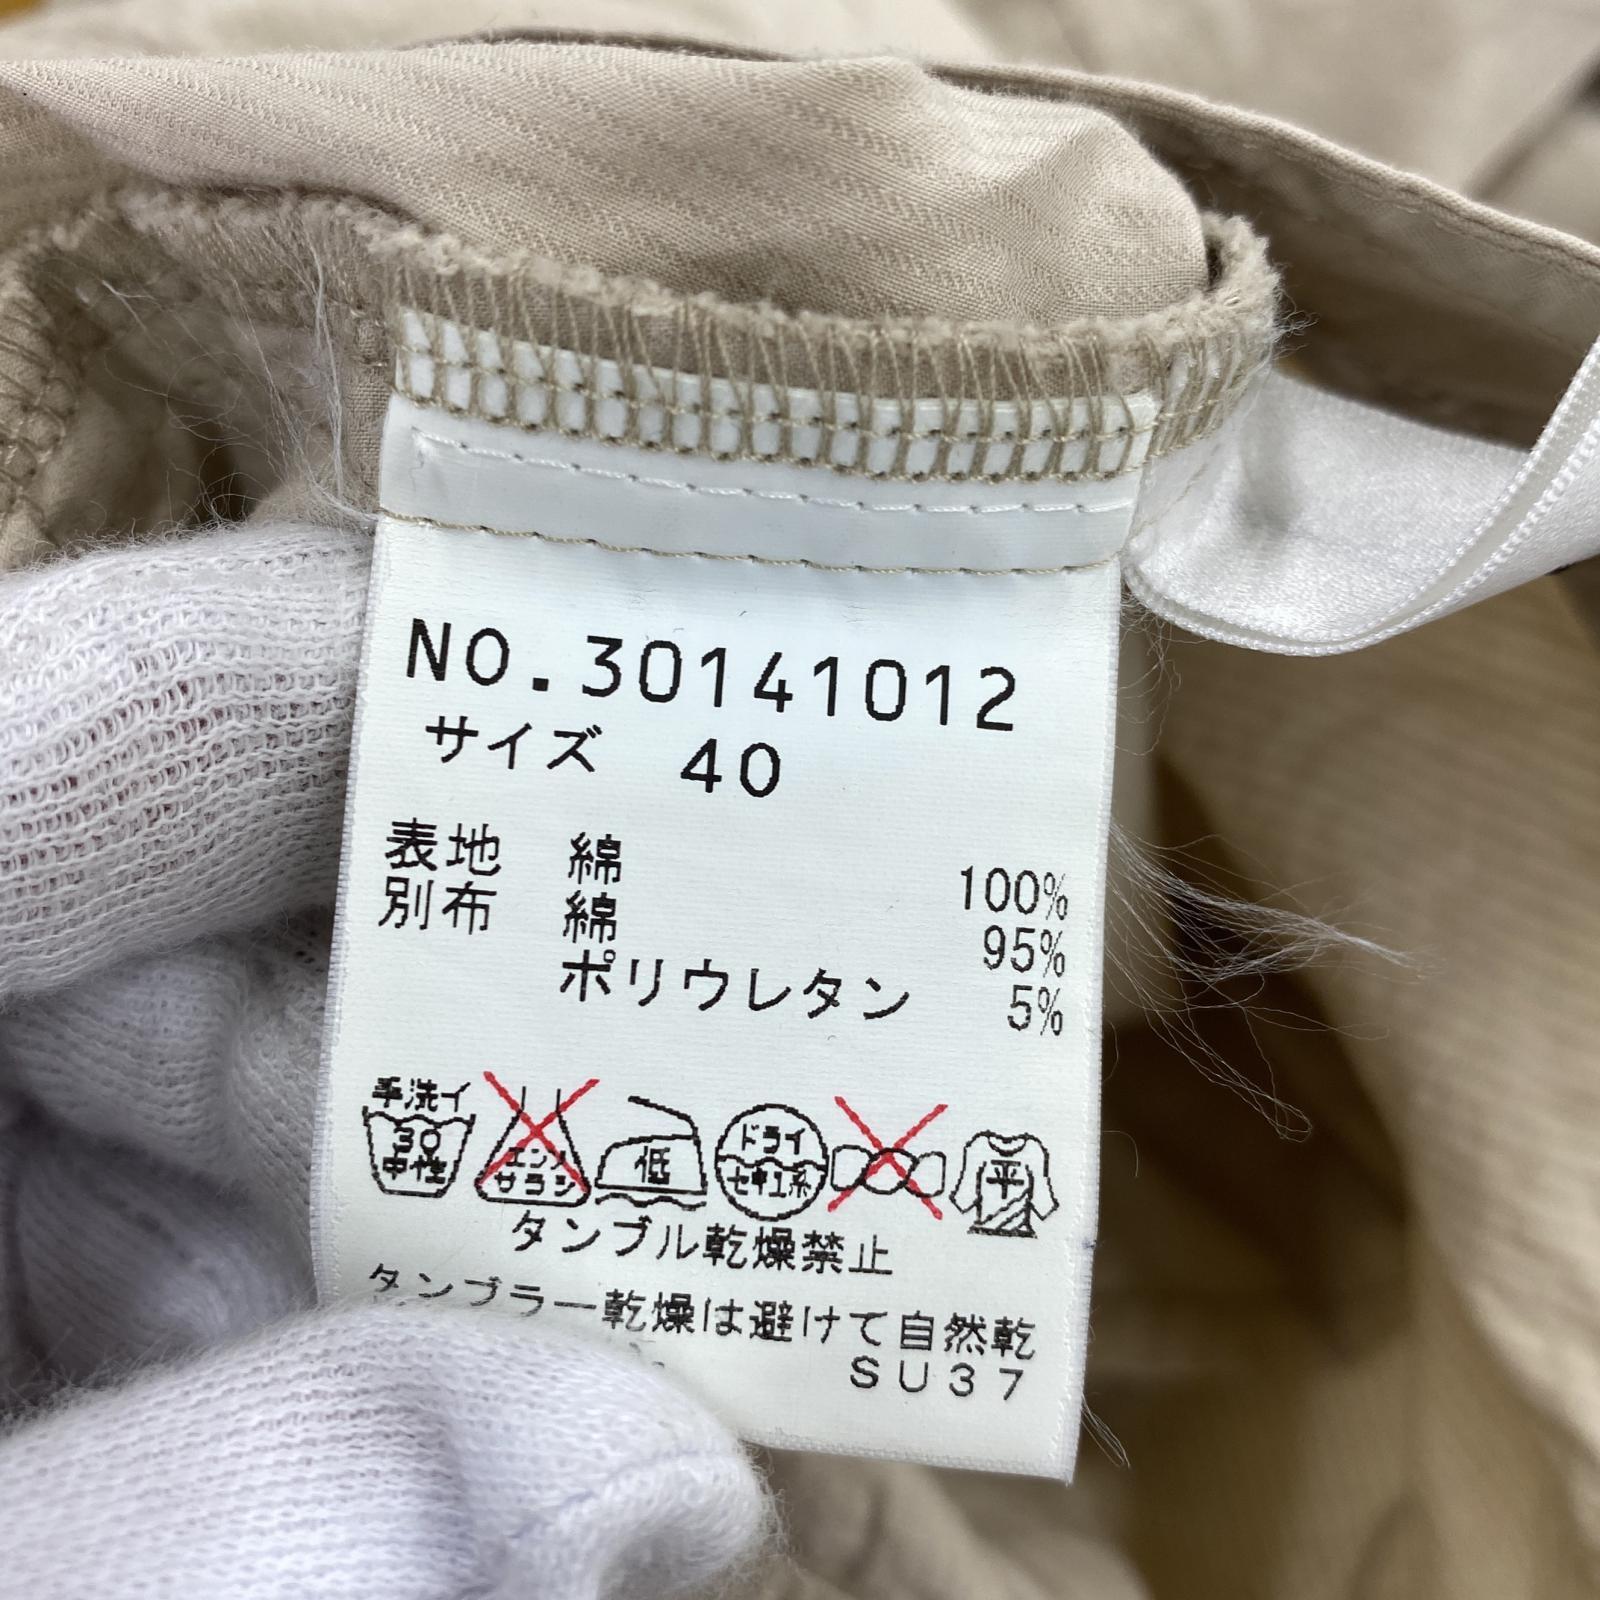 NO.30141012
サイズ 40
表地 綿 100%
別布 綿 95%
ポリウレタン 5%
手洗イ
30
中性
エンソ
サラシ
低
ドライ
セキユ系
平
タンブル乾燥禁止
タンブラー乾燥は避けて自然乾
SU37